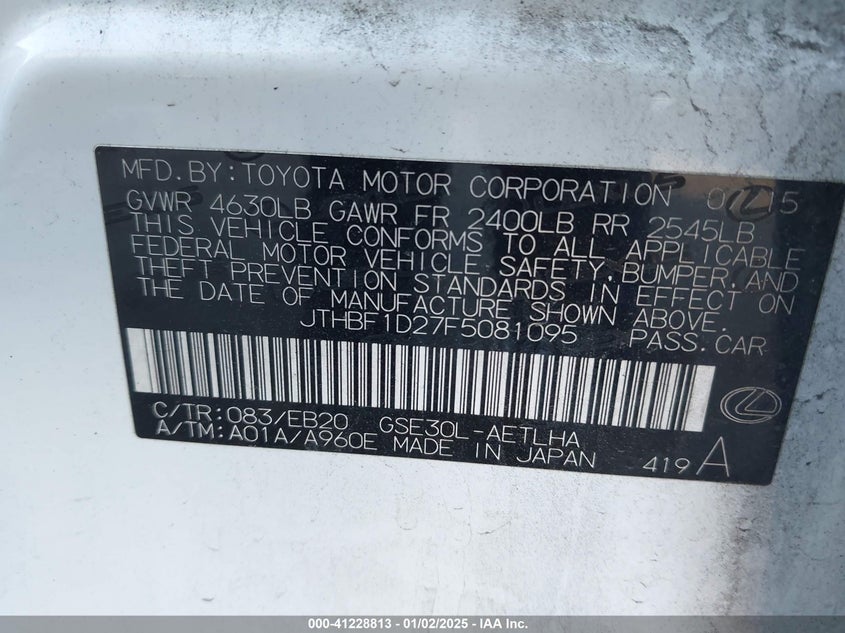 MFD.BY:TOYOTA MOTOR CORPORATION 15
GVWR 4630LB GAWR FR 2400LB RR 2545LB
THIS VEHICLE CONFORMS TO ALL APPLICABLE
FEDERAL MOTOR VEHICLE SAFETY,BUMPER,AND
THEFT PREVENTION STANDARDS IN EFFECT ON
THE DATE OF MANUFACTURE SHOWN ABOVE.
JTHBF1D27F5081095 PASS.CAR
C/TR:083/EB20 GSE30L-AETLHA
A/TM:A01A/A960E MADE IN JAPAN 419A
000-41228813 - 01/02/2025 - IAA Inc.